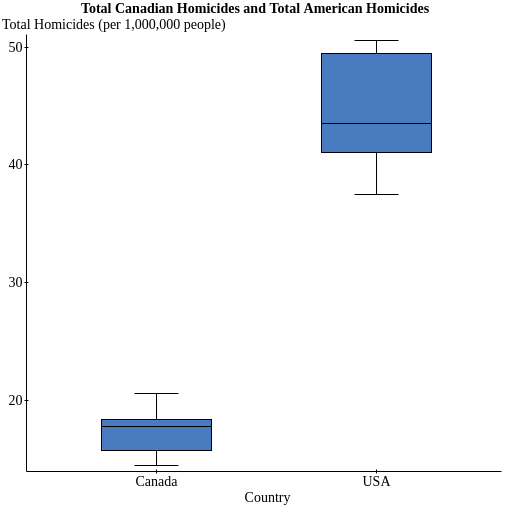 Total Canadian Homicides and Total American Homicides
Total Homicides (per 1,000,000 people)
50
40
30
20
Canada USA
Country